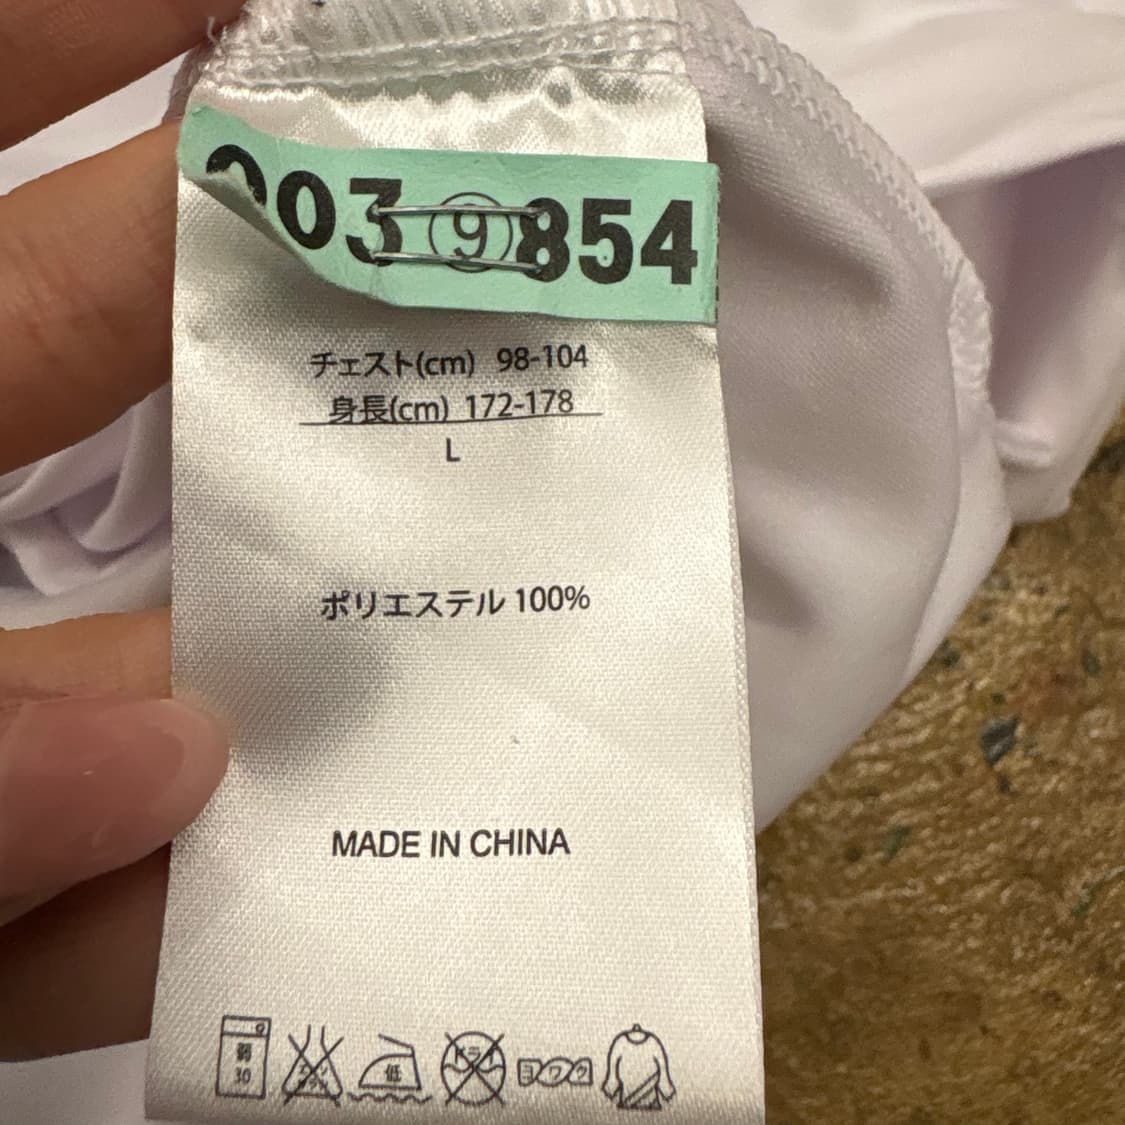 003 ⑨ 854
チェスト(cm) 98-104
身長(cm) 172-178
L
ポリエステル 100%
MADE IN CHINA
弱
30
低
ドライ
ヨワク